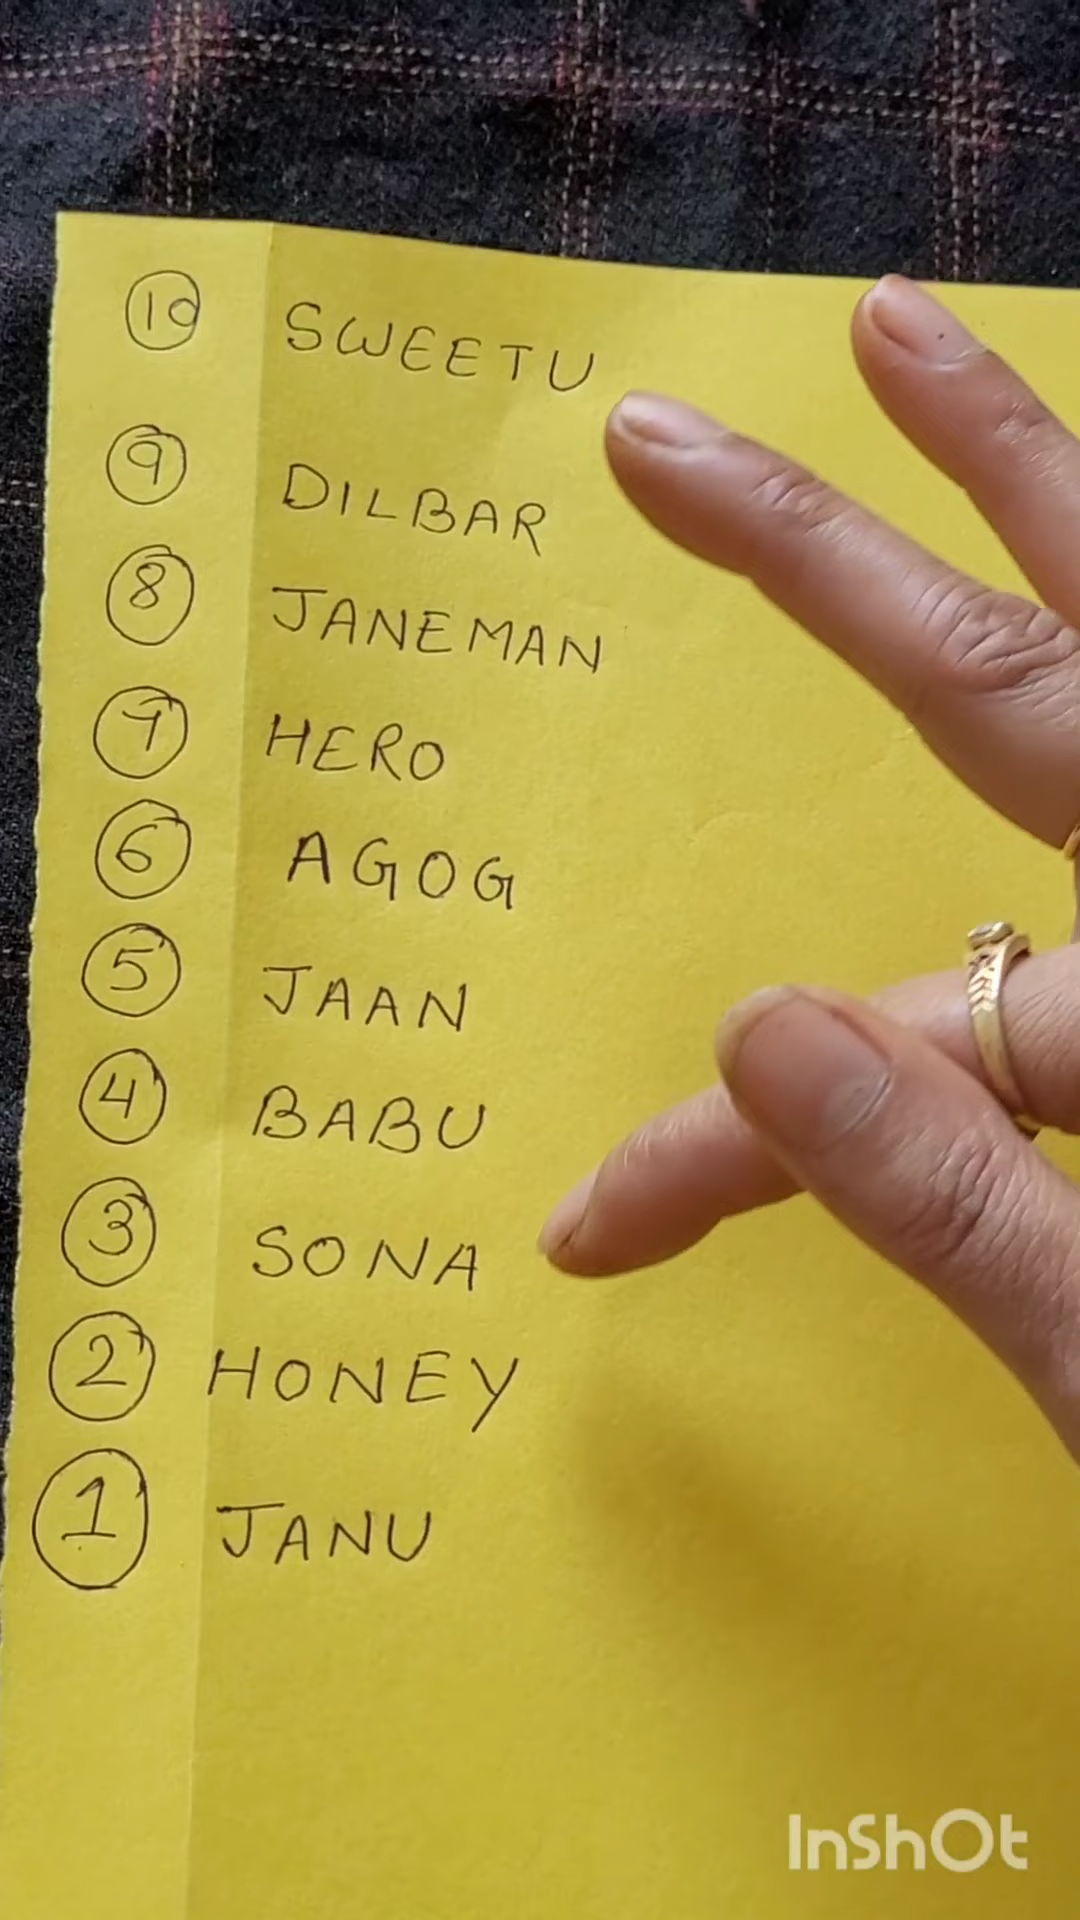 10 SWEETU
9 DILBAR
8 JANEMAN
7 HERO
6 AGOG
5 JAAN
4 BABU
3 SONA
2 HONEY
1 JANU
InShOt